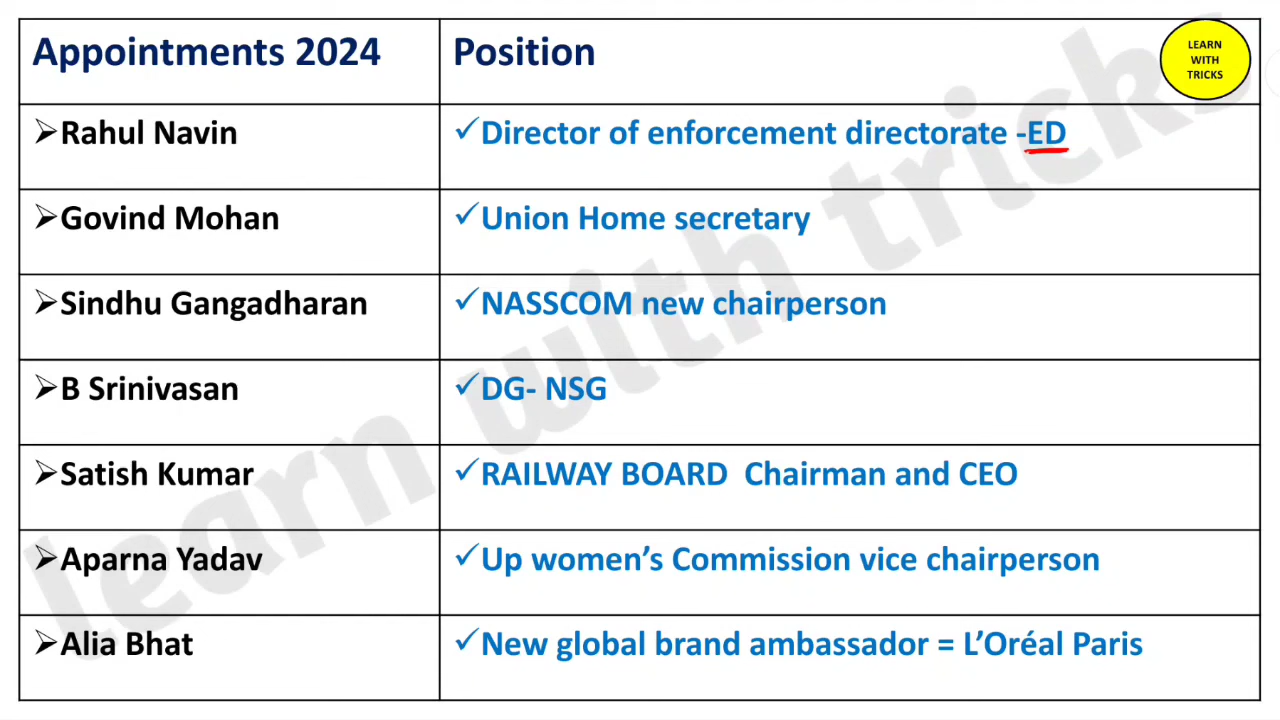 Appointments 2024 Position
LEARN
WITH
TRICKS
➢Rahul Navin ✓Director of enforcement directorate -ED
➢Govind Mohan ✓Union Home secretary
➢Sindhu Gangadharan ✓NASSCOM new chairperson
➢B Srinivasan ✓DG- NSG
➢Satish Kumar ✓RAILWAY BOARD Chairman and CEO
➢Aparna Yadav ✓Up women’s Commission vice chairperson
➢Alia Bhat ✓New global brand ambassador = L’Oréal Paris
learn with tricks